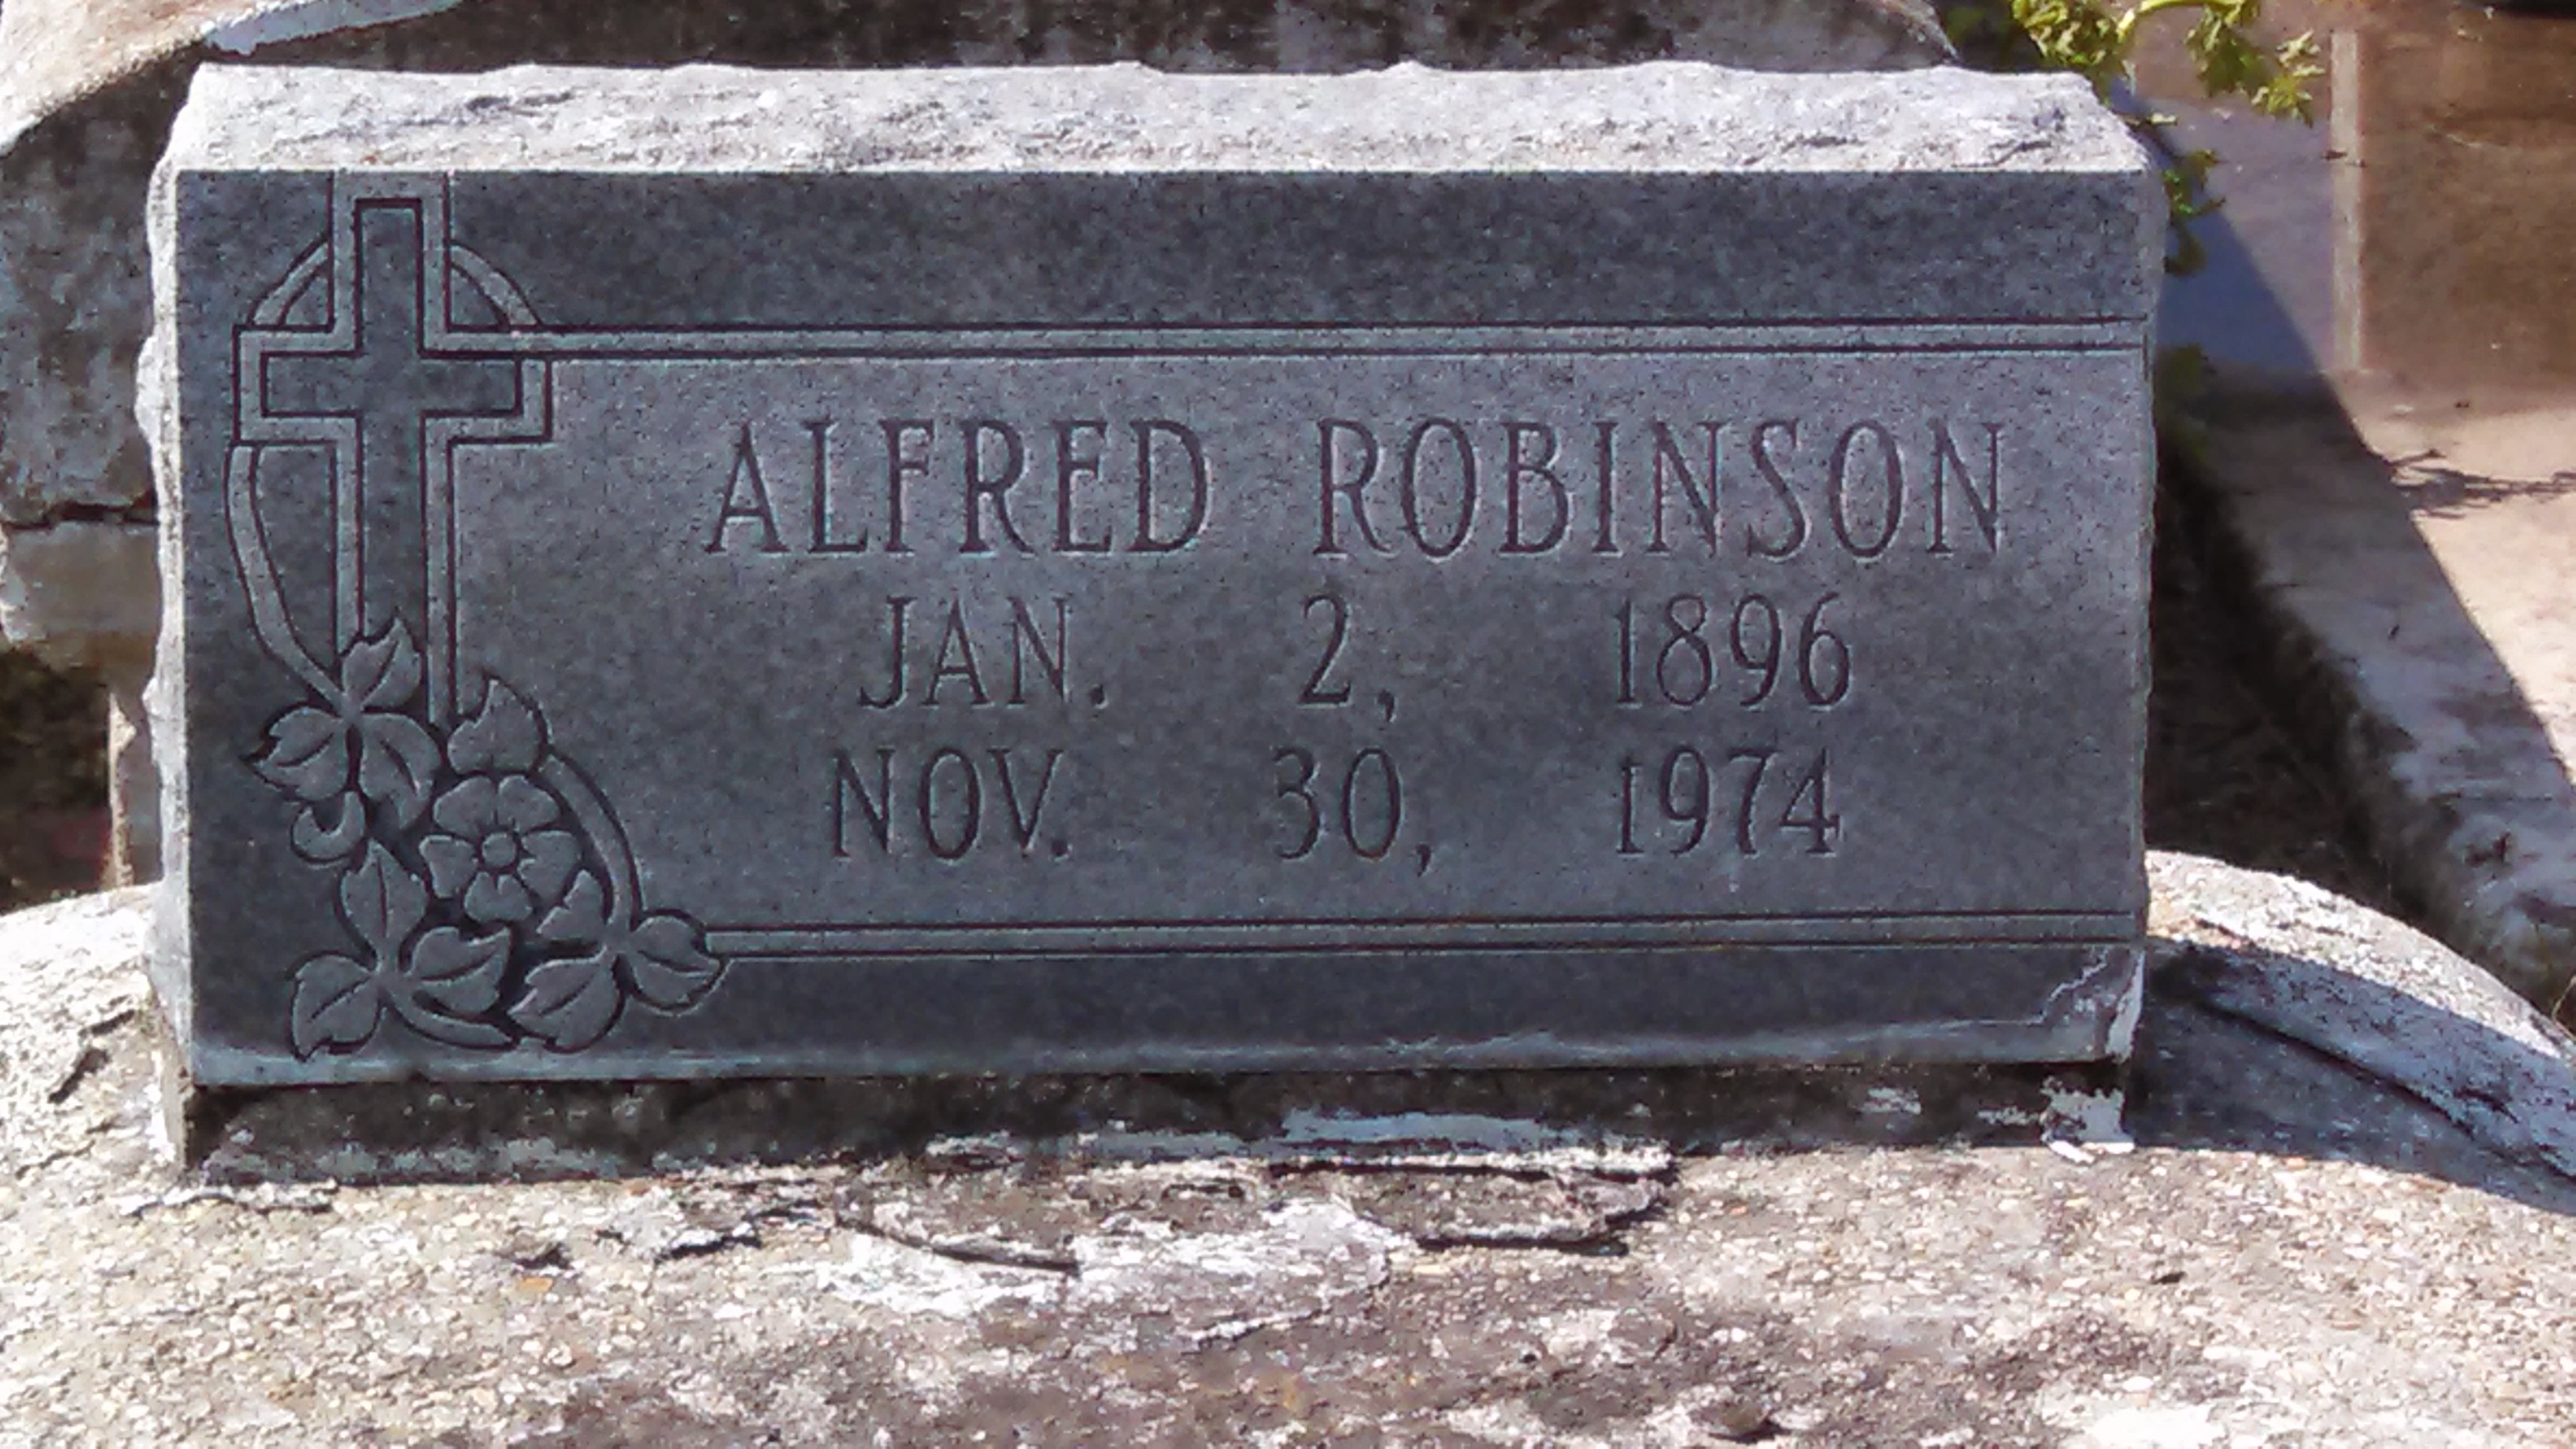 ALFRED ROBINSON
JAN. 2, 1896
NOV. 30, 1974